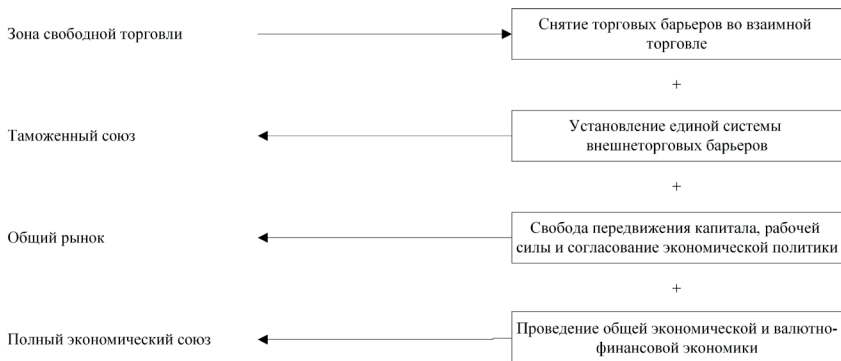 Зона свободной торговли
Снятие торговых барьеров во взаимной
торговле
+
Таможенный союз
Установление единой системы
внешнеторговых барьеров
+
Общий рынок
Свобода передвижения капитала, рабочей
силы и согласование экономической политики
+
Полный экономический союз
Проведение общей экономической и валютно-
финансовой экономики